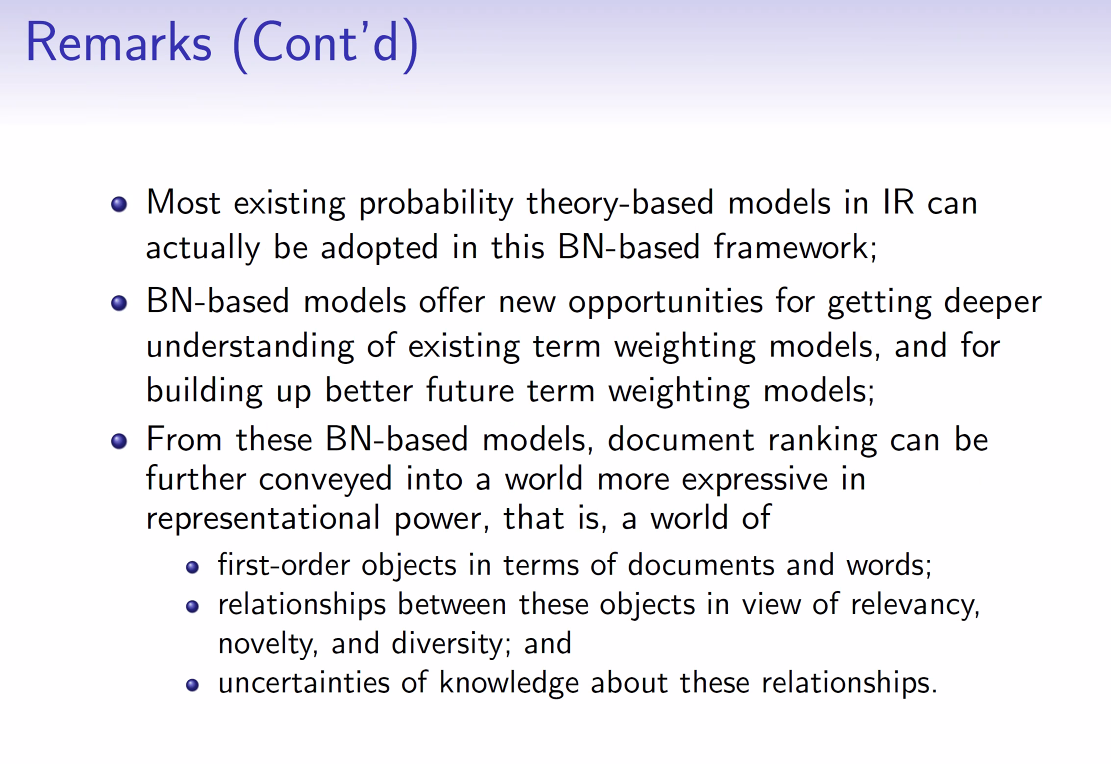 Remarks (Cont'd)
Most existing probability theory-based models in IR can
actually be adopted in this BN-based framework;
BN-based models offer new opportunities for getting deeper
understanding of existing term weighting models, and for
building up better future term weighting models;
From these BN-based models, document ranking can be
further conveyed into a world more expressive in
representational power, that is, a world of
first-order objects in terms of documents and words;
relationships between these objects in view of relevancy,
novelty, and diversity; and
uncertainties of knowledge about these relationships.